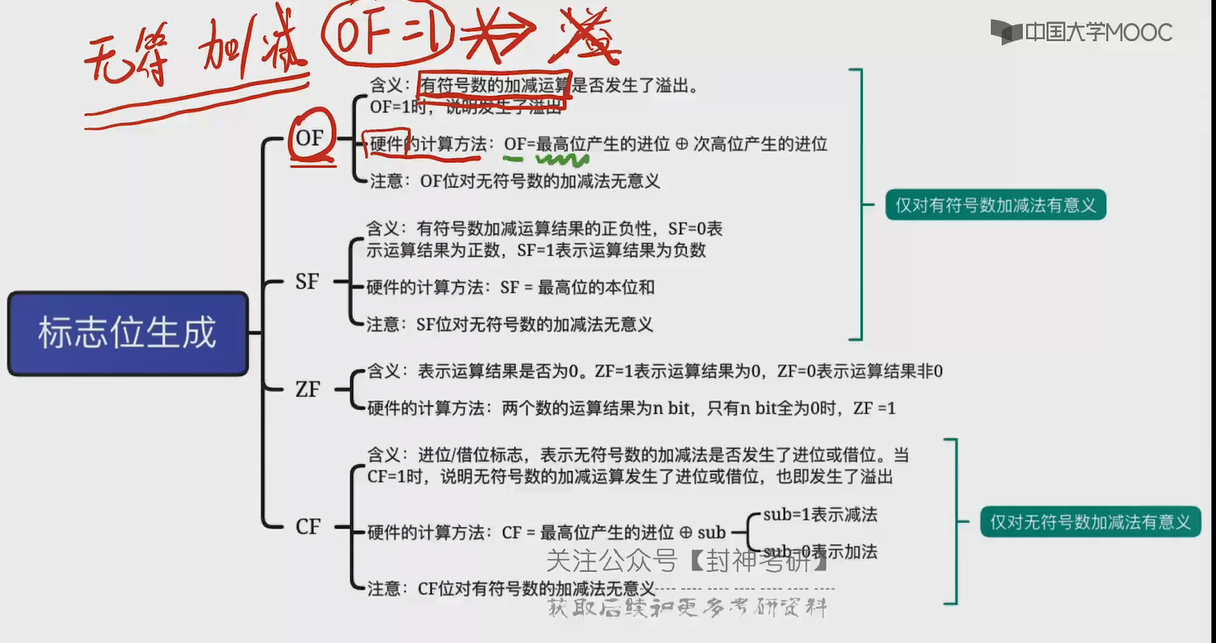 无符 加/减 OF=1 溢
中国大学MOOC
含义：有符号数的加减运算是否发生了溢出。
OF=1时，说明发生了溢出
OF
硬件的计算方法：OF=最高位产生的进位 ⊕ 次高位产生的进位
注意：OF位对无符号数的加减法无意义
仅对有符号数加减法有意义
含义：有符号数加减运算结果的正负性，SF=0表
示运算结果为正数，SF=1表示运算结果为负数
SF
硬件的计算方法：SF = 最高位的本位和
注意：SF位对无符号数的加减法无意义
标志位生成
含义：表示运算结果是否为0。ZF=1表示运算结果为0，ZF=0表示运算结果非0
ZF
硬件的计算方法：两个数的运算结果为n bit，只有n bit全为0时，ZF =1
含义：进位/借位标志，表示无符号数的加减法是否发生了进位或借位。当
CF=1时，说明无符号数的加减运算发生了进位或借位，也即发生了溢出
CF
硬件的计算方法：CF = 最高位产生的进位 ⊕ sub
sub=1表示减法
sub=0表示加法
仅对无符号数加减法有意义
关注公众号【封神考研】
注意：CF位对有符号数的加减法无意义
获取后续和更多考研资料